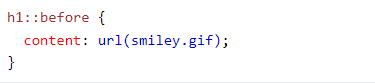 h1::before {
  content: url(smiley.gif);
}